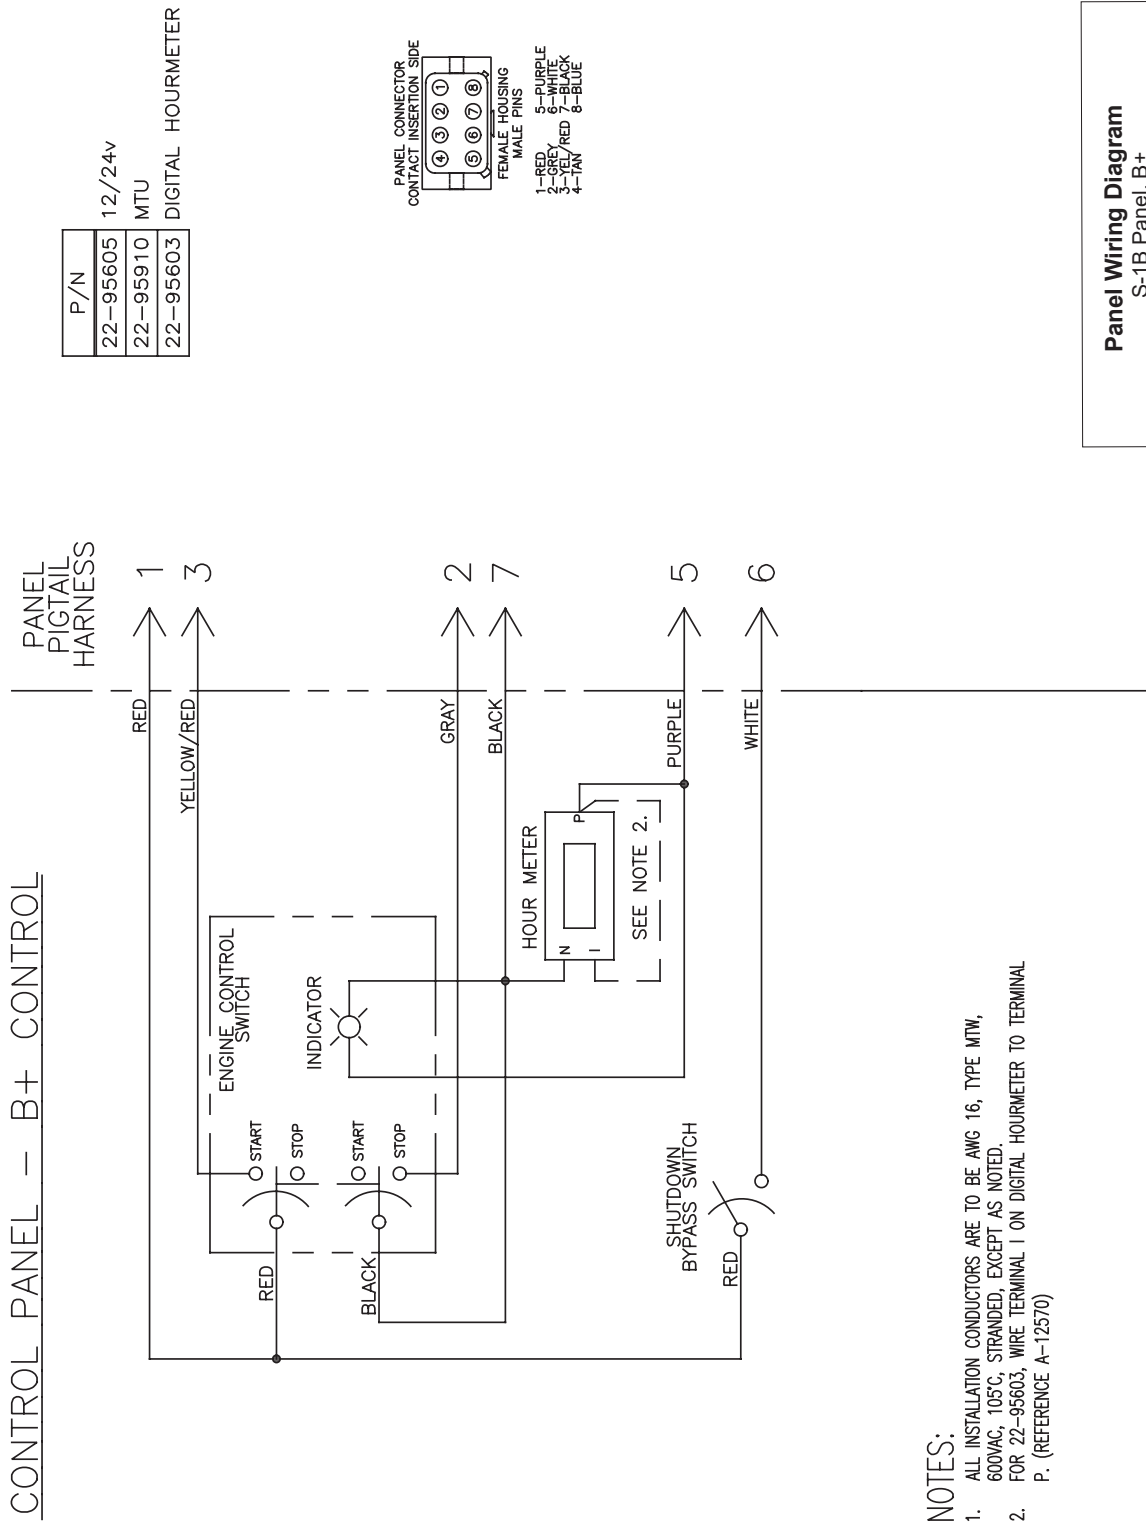 CONTROL PANEL - B+ CONTROL
PANEL
PIGTAIL
HARNESS
P/N
22-95605 12/24v
22-95910 MTU
22-95603 DIGITAL HOURMETER
RED
1
YELLOW/RED
3
ENGINE CONTROL
SWITCH
START
STOP
RED
INDICATOR
START
STOP
BLACK
GRAY
2
BLACK
7
HOUR METER
N
I
P
SEE NOTE 2.
PURPLE
5
SHUTDOWN
BYPASS SWITCH
RED
WHITE
6
PANEL CONNECTOR
CONTACT INSERTION SIDE
4 3 2 1
5 6 7 8
FEMALE HOUSING
MALE PINS
1-RED 5-PURPLE
2-GREY 6-WHITE
3-YEL/RED 7-BLACK
4-TAN 8-BLUE
NOTES:
1. ALL INSTALLATION CONDUCTORS ARE TO BE AWG 16, TYPE MTW,
600VAC, 105°C, STRANDED, EXCEPT AS NOTED.
2. FOR 22-95603, WIRE TERMINAL I ON DIGITAL HOURMETER TO TERMINAL
P. (REFERENCE A-12570)
Panel Wiring Diagram
S-1B Panel, B+